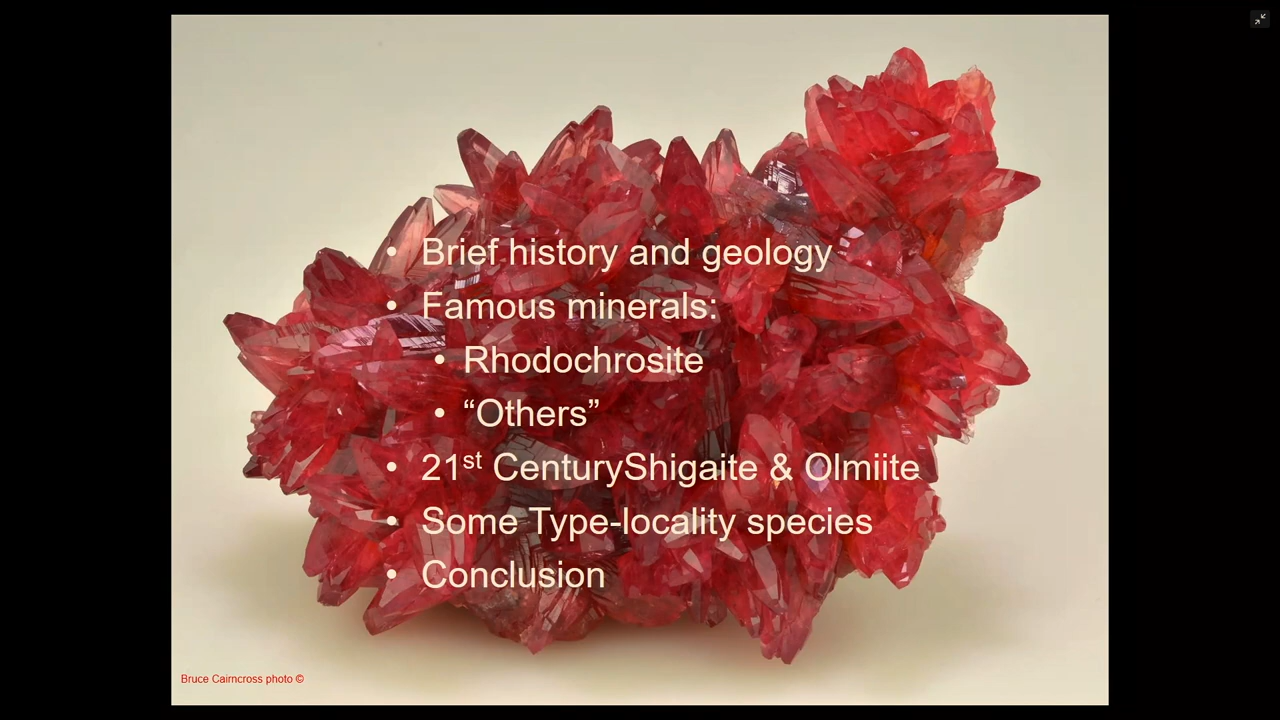 • Brief history and geology
• Famous minerals:
• Rhodochrosite
• “Others”
• 21st CenturyShigaite & Olmiite
• Some Type-locality species
• Conclusion
Bruce Cairncross photo ©